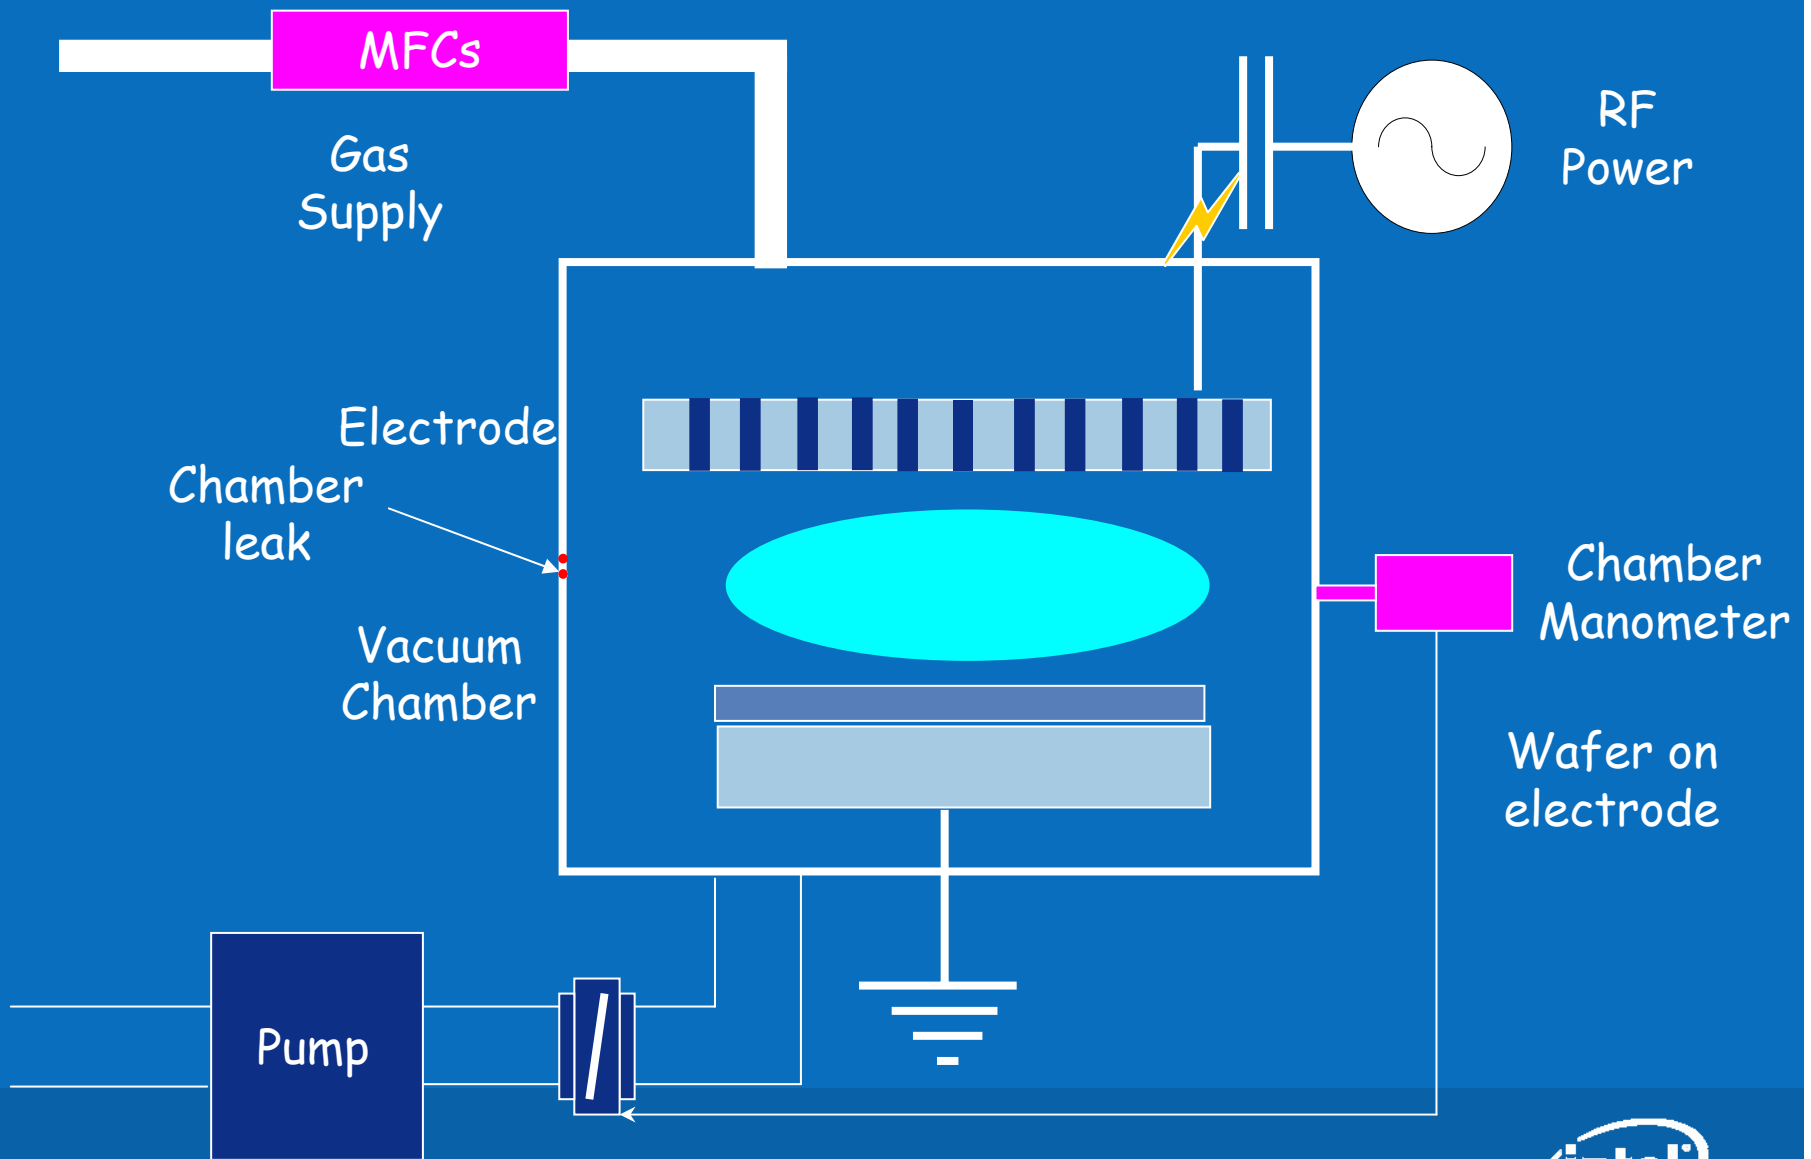 MFCs
Gas
Supply
RF
Power
Electrode
Chamber
leak
Vacuum
Chamber
Chamber
Manometer
Wafer on
electrode
Pump